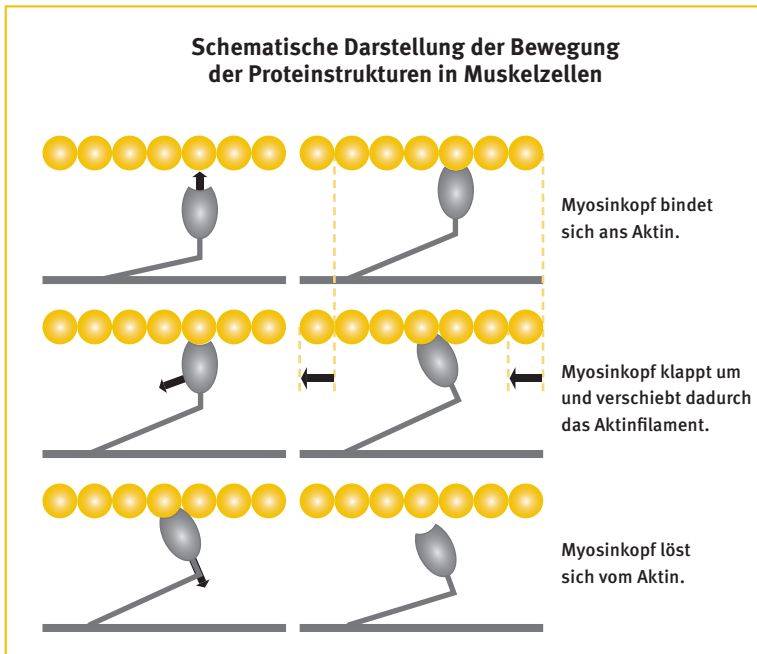 Schematische Darstellung der Bewegung
der Proteinstrukturen in Muskelzellen
Myosinkopf bindet
sich ans Aktin.
Myosinkopf klappt um
und verschiebt dadurch
das Aktinfilament.
Myosinkopf löst
sich vom Aktin.